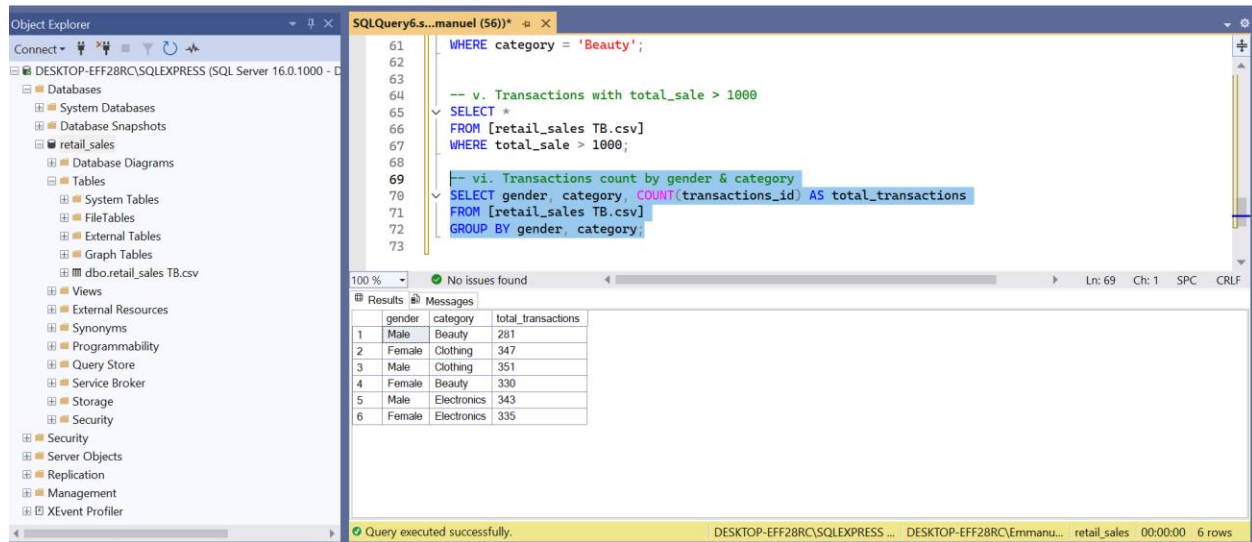 Object Explorer
Connect
DESKTOP-EFF28RC\SQLEXPRESS (SQL Server 16.0.1000 - D
Databases
System Databases
Database Snapshots
retail_sales
Database Diagrams
Tables
System Tables
FileTables
External Tables
Graph Tables
dbo.retail_sales TB.csv
Views
External Resources
Synonyms
Programmability
Query Store
Service Broker
Storage
Security
Security
Server Objects
Replication
Management
XEvent Profiler
SQLQuery6.s...manuel (56))*
61 WHERE category = 'Beauty';
62
63
64 -- v. Transactions with total_sale > 1000
65 SELECT *
66 FROM [retail_sales TB.csv]
67 WHERE total_sale > 1000;
68
69 -- vi. Transactions count by gender & category
70 SELECT gender, category, COUNT(transactions_id) AS total_transactions
71 FROM [retail_sales TB.csv]
72 GROUP BY gender, category;
73
100 % No issues found Ln: 69 Ch: 1 SPC CRLF
Results Messages
gender category total_transactions
1 Male Beauty 281
2 Female Clothing 347
3 Male Clothing 351
4 Female Beauty 330
5 Male Electronics 343
6 Female Electronics 335
Query executed successfully. DESKTOP-EFF28RC\SQLEXPRESS ... DESKTOP-EFF28RC\Emmanu... retail_sales 00:00:00 6 rows